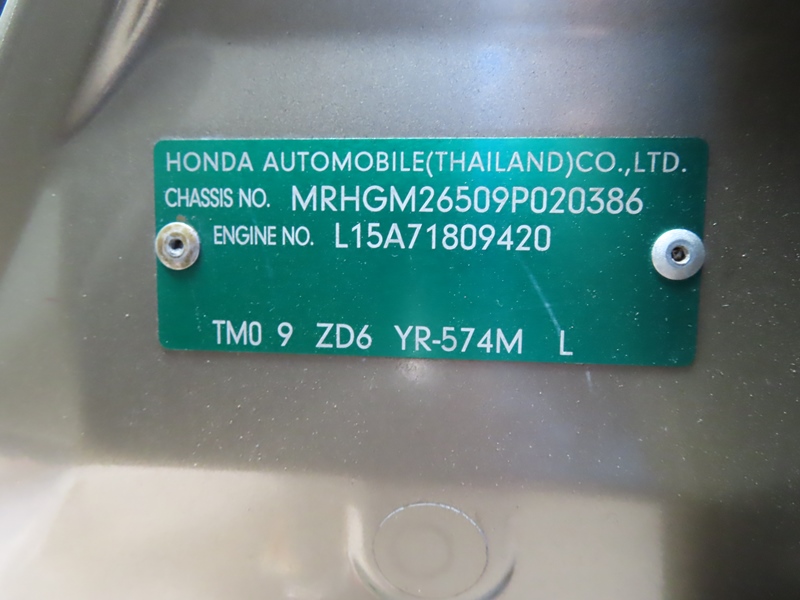 HONDA AUTOMOBILE(THAILAND)CO.,LTD.
CHASSIS NO. MRHGM26509P020386
ENGINE NO. L15A71809420
TM0 9 ZD6 YR-574M L